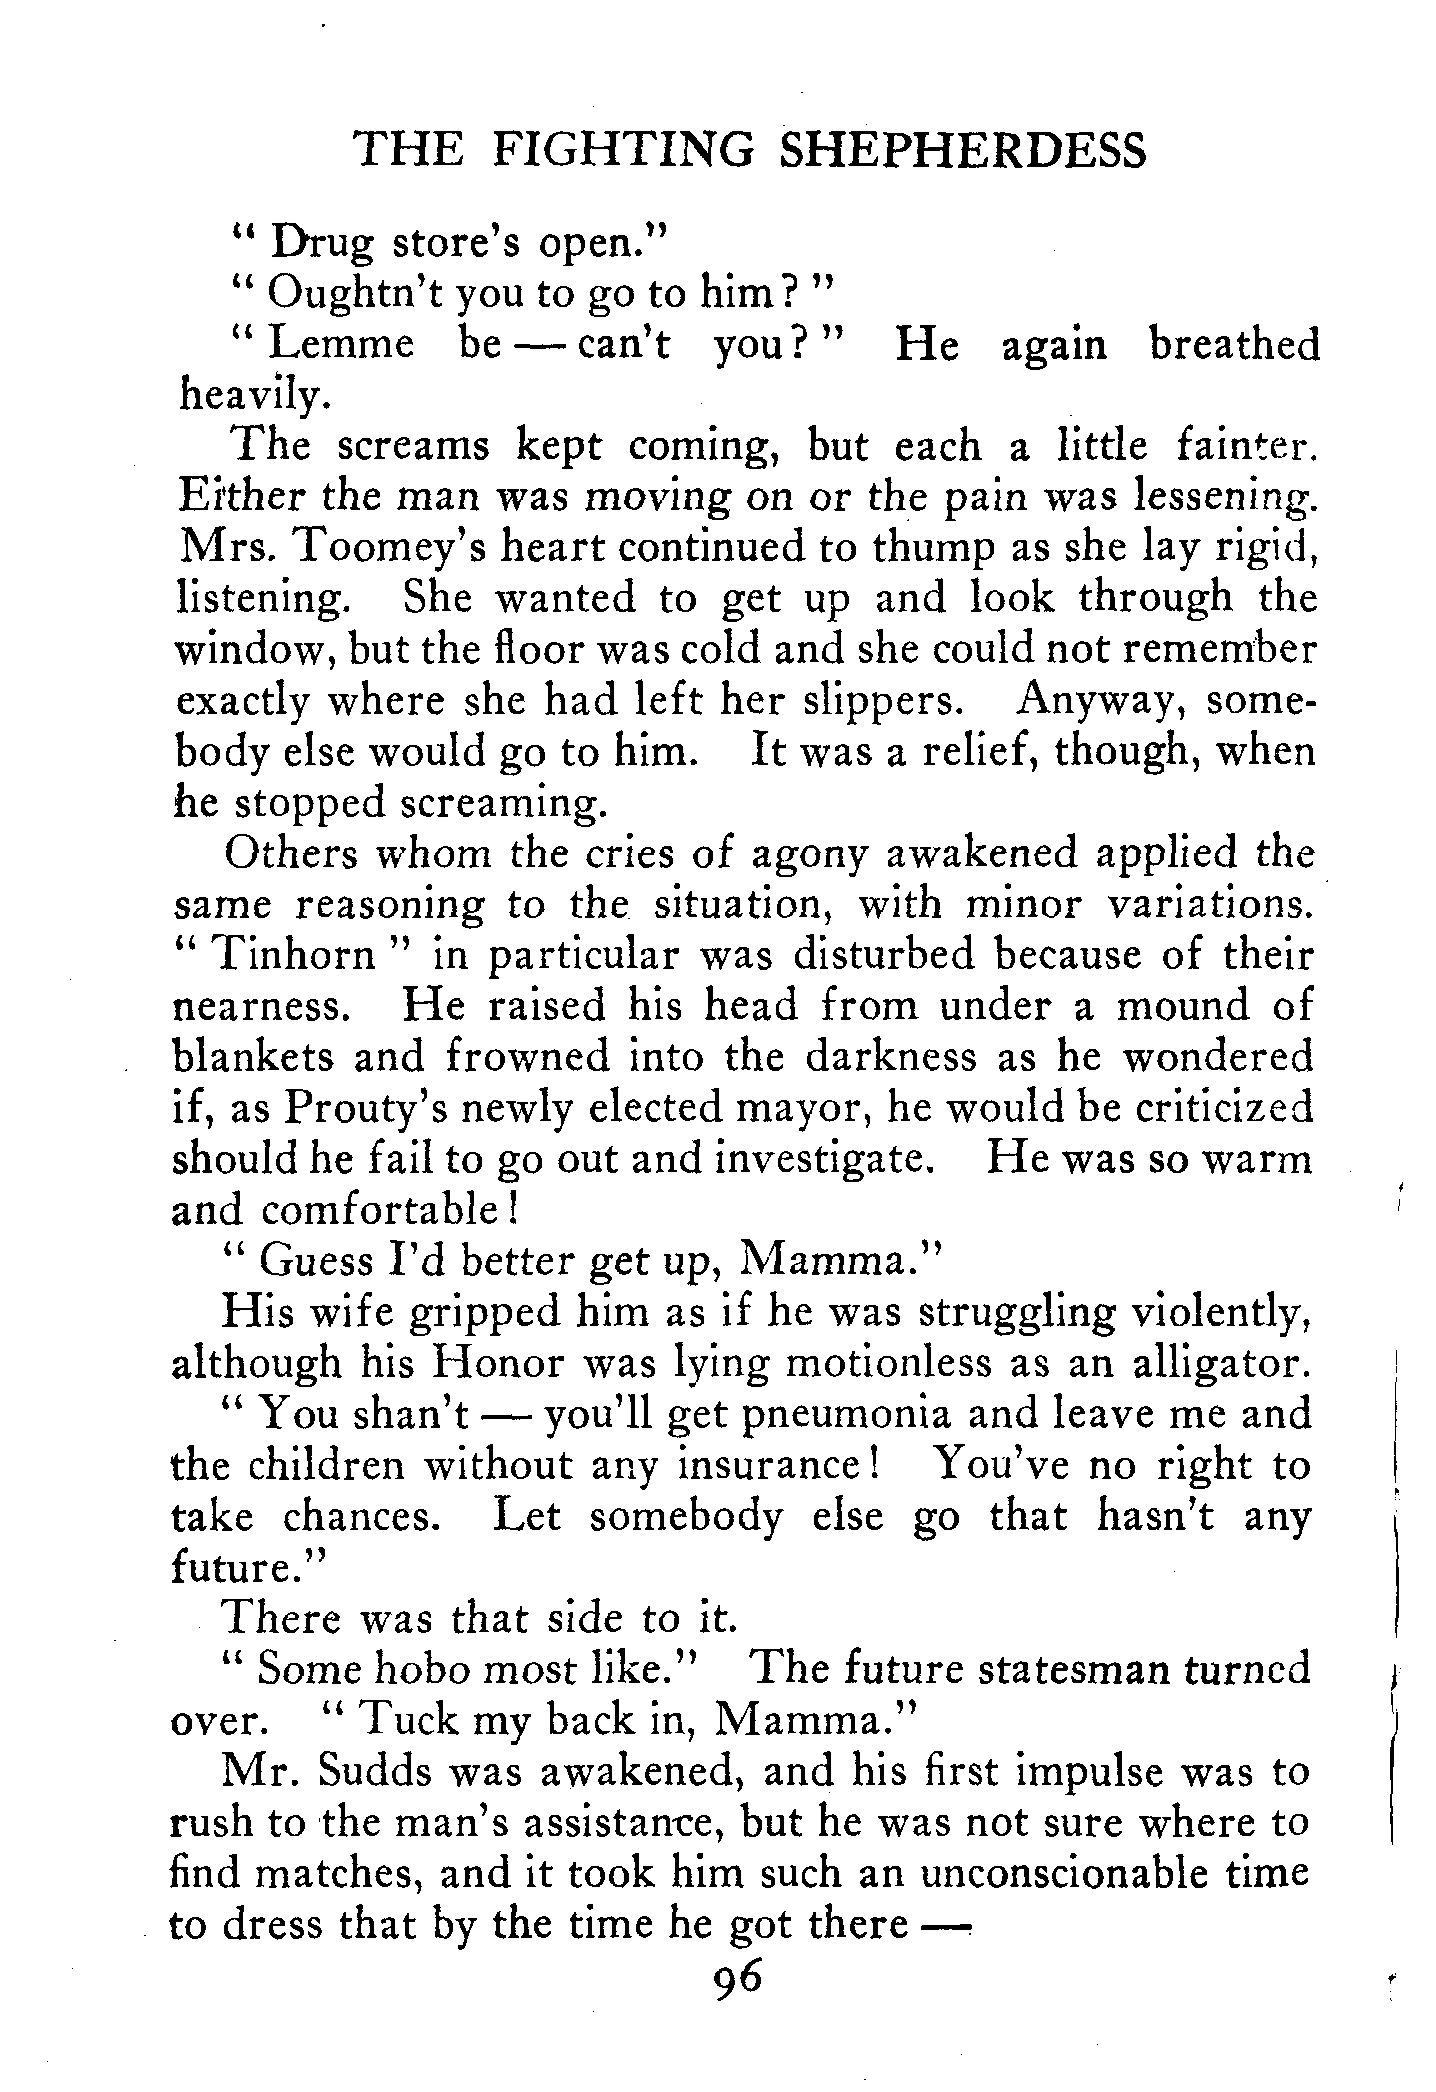 THE FIGHTING SHEPHERDESS
" Drug store's open."
" Oughtn't you to go to him? "
" Lemme be — can't you? " He again breathed
heavily.
The screams kept coming, but each a little fainter.
Either the man was moving on or the pain was lessening.
Mrs. Toomey's heart continued to thump as she lay rigid,
listening. She wanted to get up and look through the
window, but the floor was cold and she could not remember
exactly where she had left her slippers. Anyway, some-
body else would go to him. It was a relief, though, when
he stopped screaming.
Others whom the cries of agony awakened applied the
same reasoning to the situation, with minor variations.
" Tinhorn " in particular was disturbed because of their
nearness. He raised his head from under a mound of
blankets and frowned into the darkness as he wondered
if, as Prouty's newly elected mayor, he would be criticized
should he fail to go out and investigate. He was so warm
and comfortable!
" Guess I'd better get up, Mamma."
His wife gripped him as if he was struggling violently,
although his Honor was lying motionless as an alligator.
" You shan't — you'll get pneumonia and leave me and
the children without any insurance! You've no right to
take chances. Let somebody else go that hasn't any
future."
There was that side to it.
" Some hobo most like." The future statesman turned
over. " Tuck my back in, Mamma."
Mr. Sudds was awakened, and his first impulse was to
rush to the man's assistance, but he was not sure where to
find matches, and it took him such an unconscionable time
to dress that by the time he got there —
96